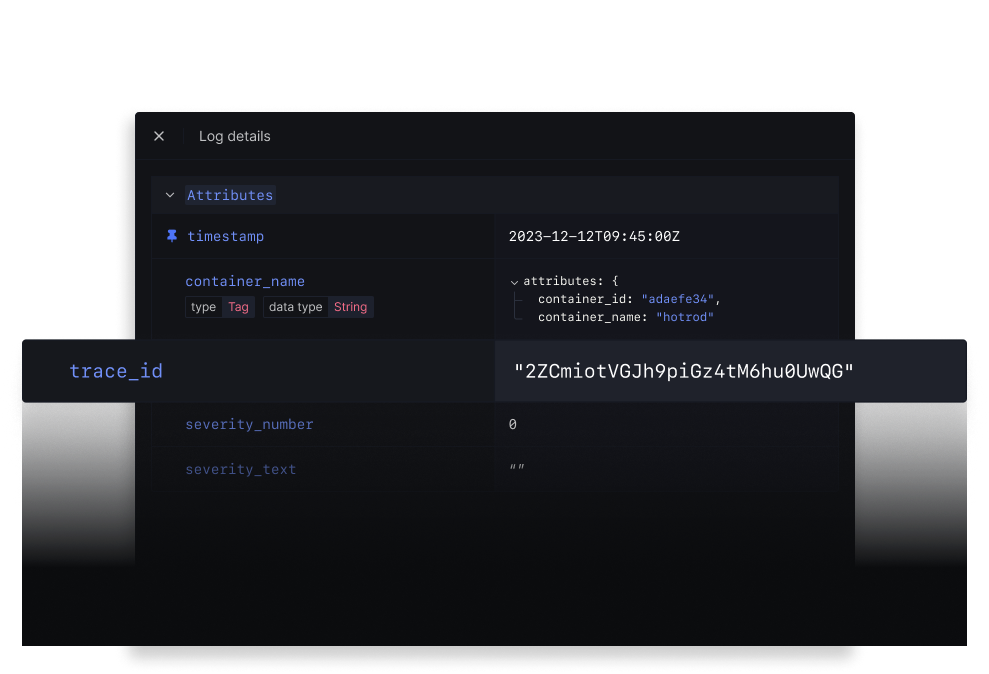 Log details
Attributes
timestamp 2023-12-12T09:45:00Z
container_name
type Tag data type String
attributes: {
container_id: "adaefe34",
container_name: "hotrod"
trace_id "2ZCmiotVGJh9piGz4tM6hu0UwQG"
severity_number 0
severity_text “”